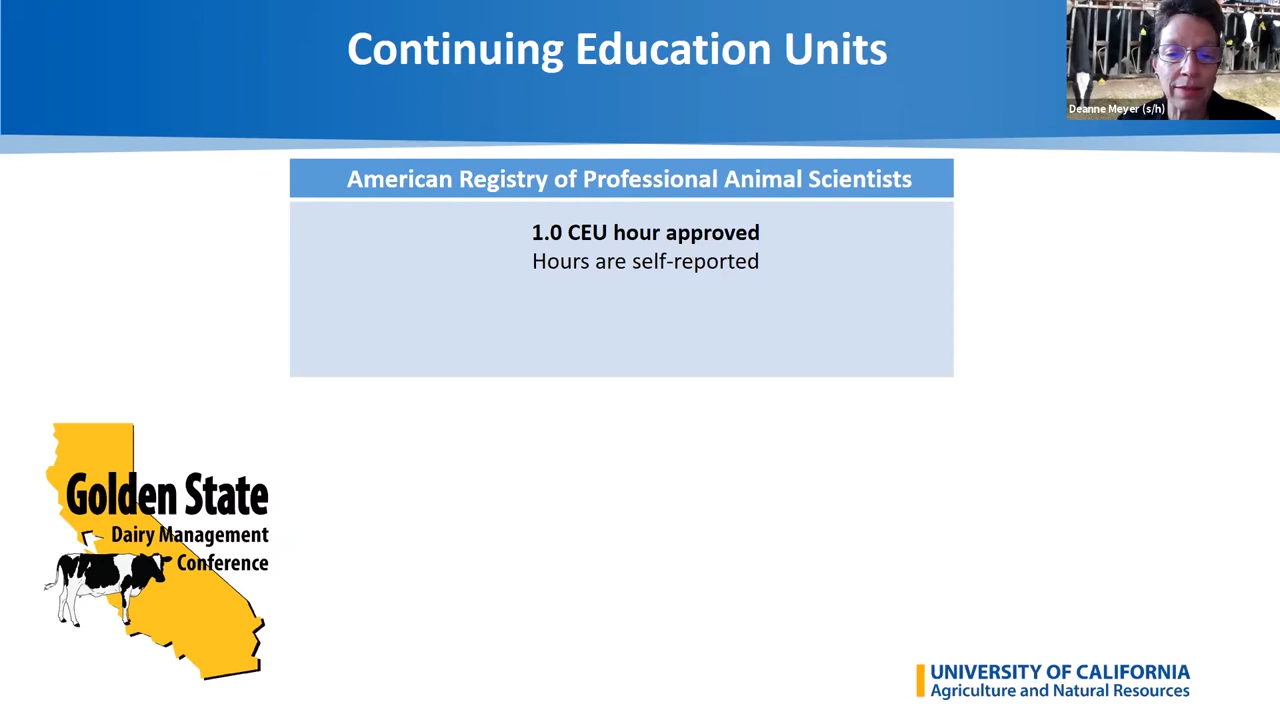 Continuing Education Units
Deanne Meyer (s/h)
American Registry of Professional Animal Scientists
1.0 CEU hour approved
Hours are self-reported
Golden State
Dairy Management
Conference
UNIVERSITY OF CALIFORNIA
Agriculture and Natural Resources